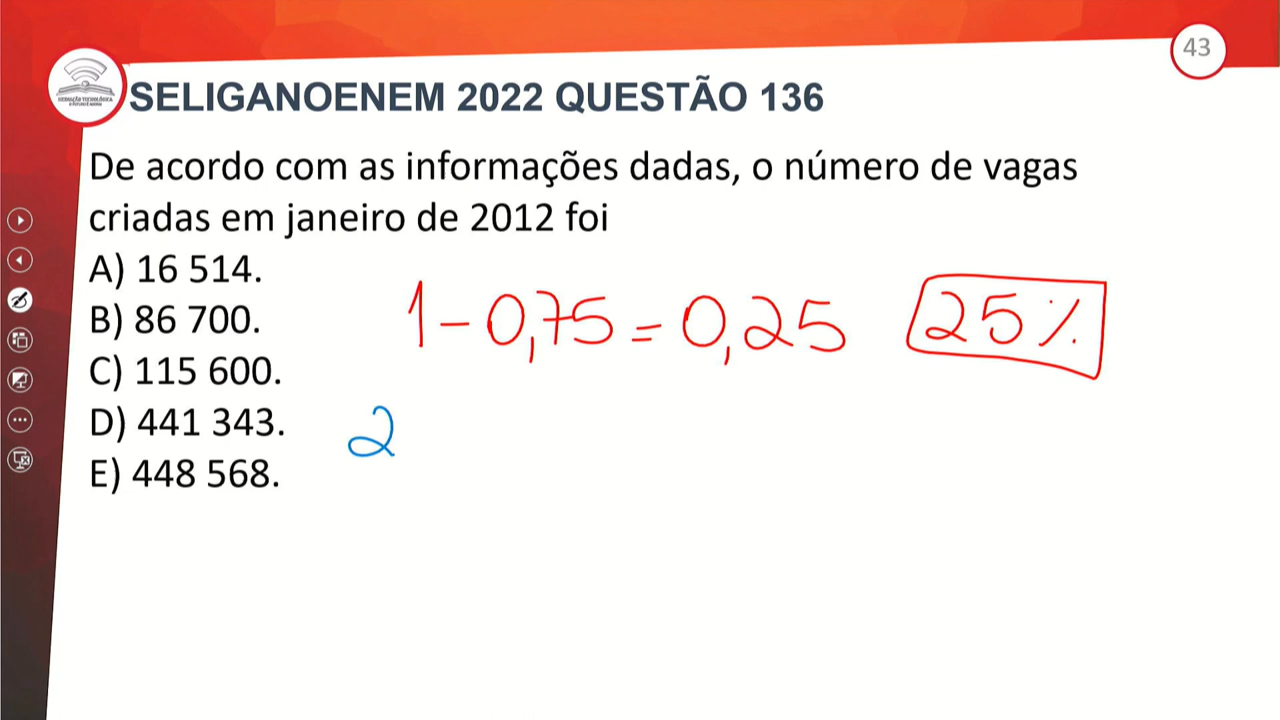 43
SELIGANOENEM 2022 QUESTÃO 136
De acordo com as informações dadas, o número de vagas
criadas em janeiro de 2012 foi
A) 16 514.
B) 86 700.
C) 115 600.
D) 441 343.
E) 448 568.
1 - 0,75 = 0,25 25%
2